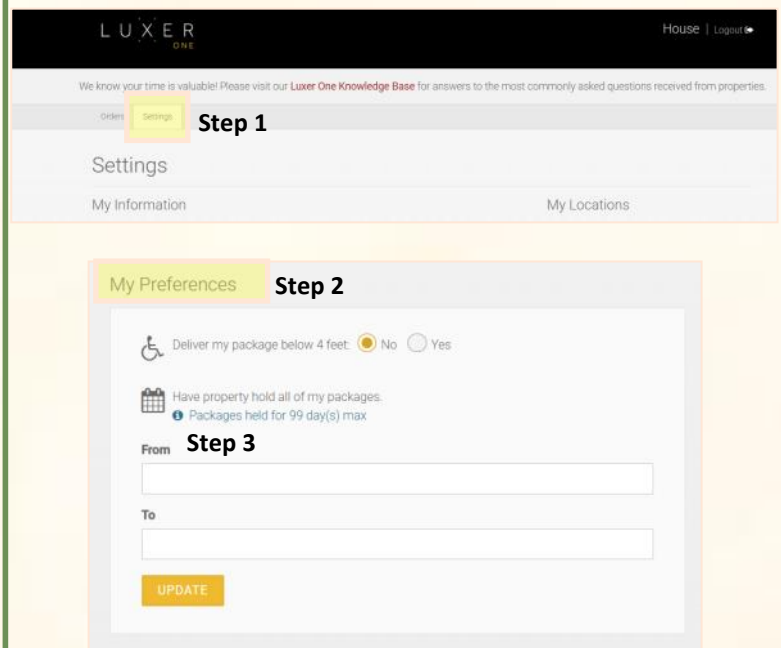 LUXER
ONE
House | Logout
We know your time is valuable! Please visit our Luxer One Knowledge Base for answers to the most commonly asked questions received from properties.
Orders Settings Step 1
Settings
My Information My Locations
My Preferences Step 2
Deliver my package below 4 feet: No Yes
Have property hold all of my packages.
Packages held for 99 day(s) max
From Step 3
To
UPDATE